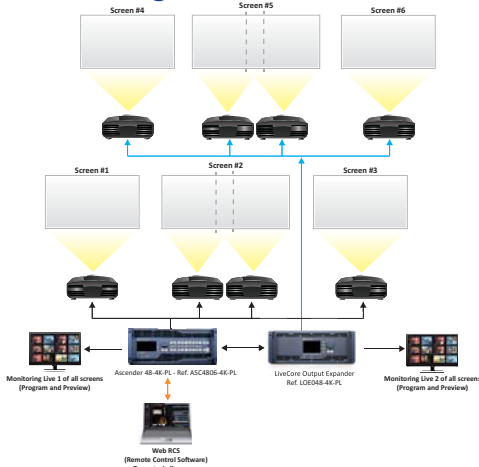 Screen #4
Screen #5
Screen #6
Screen #1
Screen #2
Screen #3
Ascender 48-4K-PL - Ref. ASC4806-4K-PL
LiveCore Output Expander
Ref. LOE048-4K-PL
Monitoring Live 1 of all screens
(Program and Preview)
Monitoring Live 2 of all screens
(Program and Preview)
Web RCS
(Remote Control Software)